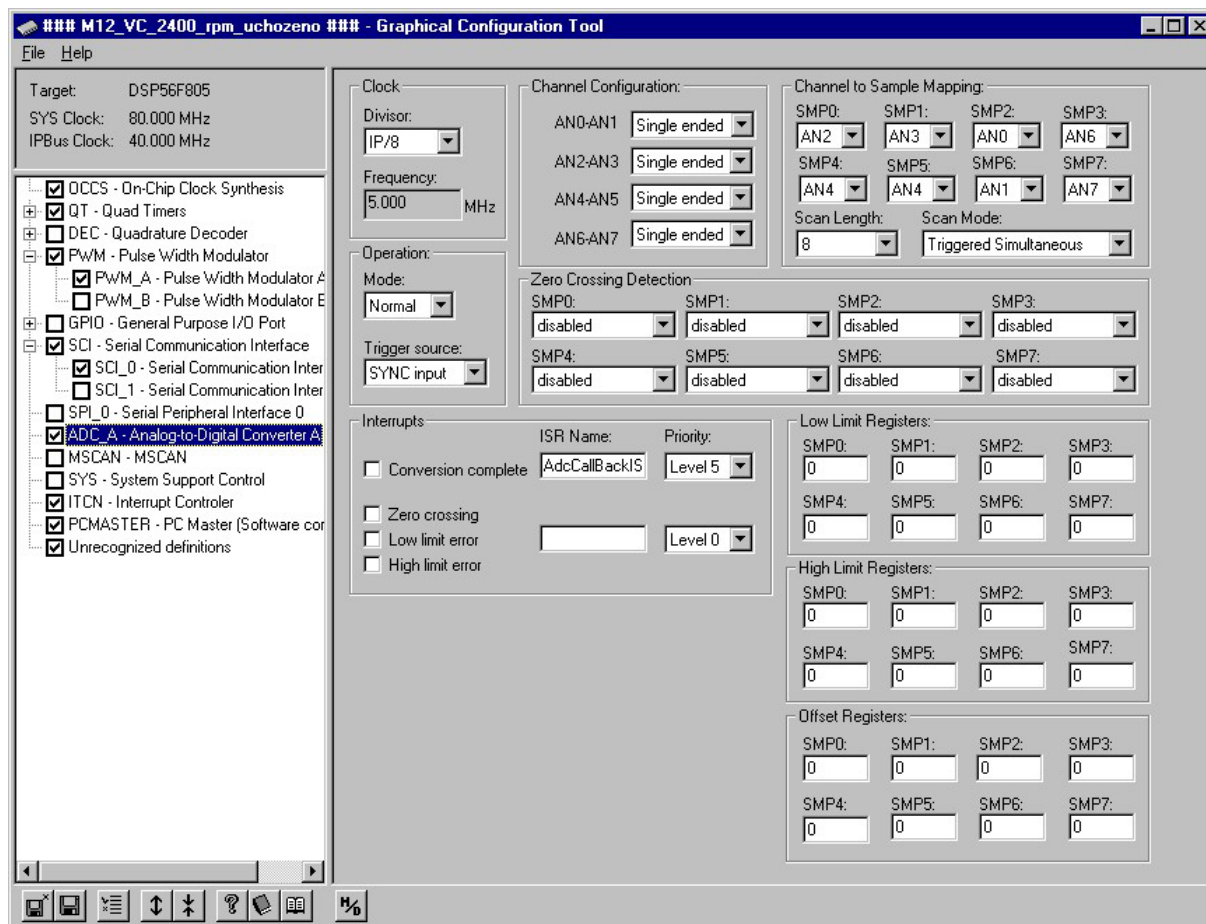 ### M12_VC_2400_rpm_uchozeno ### - Graphical Configuration Tool
File Help
Target: DSP56F805
SYS Clock: 80.000 MHz
IPBus Clock: 40.000 MHz
OCCS - On-Chip Clock Synthesis
QT - Quad Timers
DEC - Quadrature Decoder
PWM - Pulse Width Modulator
PWM_A - Pulse Width Modulator A
PWM_B - Pulse Width Modulator B
GPIO - General Purpose I/O Port
SCI - Serial Communication Interface
SCI_0 - Serial Communication Inter
SCI_1 - Serial Communication Inter
SPI_0 - Serial Peripheral Interface 0
ADC_A - Analog-to-Digital Converter A
MSCAN - MSCAN
SYS - System Support Control
ITCN - Interrupt Controler
PCMASTER - PC Master (Software cor
Unrecognized definitions
Clock
Divisor:
IP/8
Frequency:
5.000 MHz
Operation:
Mode:
Normal
Trigger source:
SYNC input
Channel Configuration:
AN0-AN1 Single ended
AN2-AN3 Single ended
AN4-AN5 Single ended
AN6-AN7 Single ended
Channel to Sample Mapping:
SMP0: SMP1: SMP2: SMP3:
AN2 AN3 AN0 AN6
SMP4: SMP5: SMP6: SMP7:
AN4 AN4 AN1 AN7
Scan Length: Scan Mode:
8 Triggered Simultaneous
Zero Crossing Detection
SMP0: SMP1: SMP2: SMP3:
disabled disabled disabled disabled
SMP4: SMP5: SMP6: SMP7:
disabled disabled disabled disabled
Interrupts
ISR Name: Priority:
Conversion complete AdcCallBackIS Level 5
Zero crossing
Low limit error Level 0
High limit error
Low Limit Registers:
SMP0: SMP1: SMP2: SMP3:
0 0 0 0
SMP4: SMP5: SMP6: SMP7:
0 0 0 0
High Limit Registers:
SMP0: SMP1: SMP2: SMP3:
0 0 0 0
SMP4: SMP5: SMP6: SMP7:
0 0 0 0
Offset Registers:
SMP0: SMP1: SMP2: SMP3:
0 0 0 0
SMP4: SMP5: SMP6: SMP7:
0 0 0 0
H/D